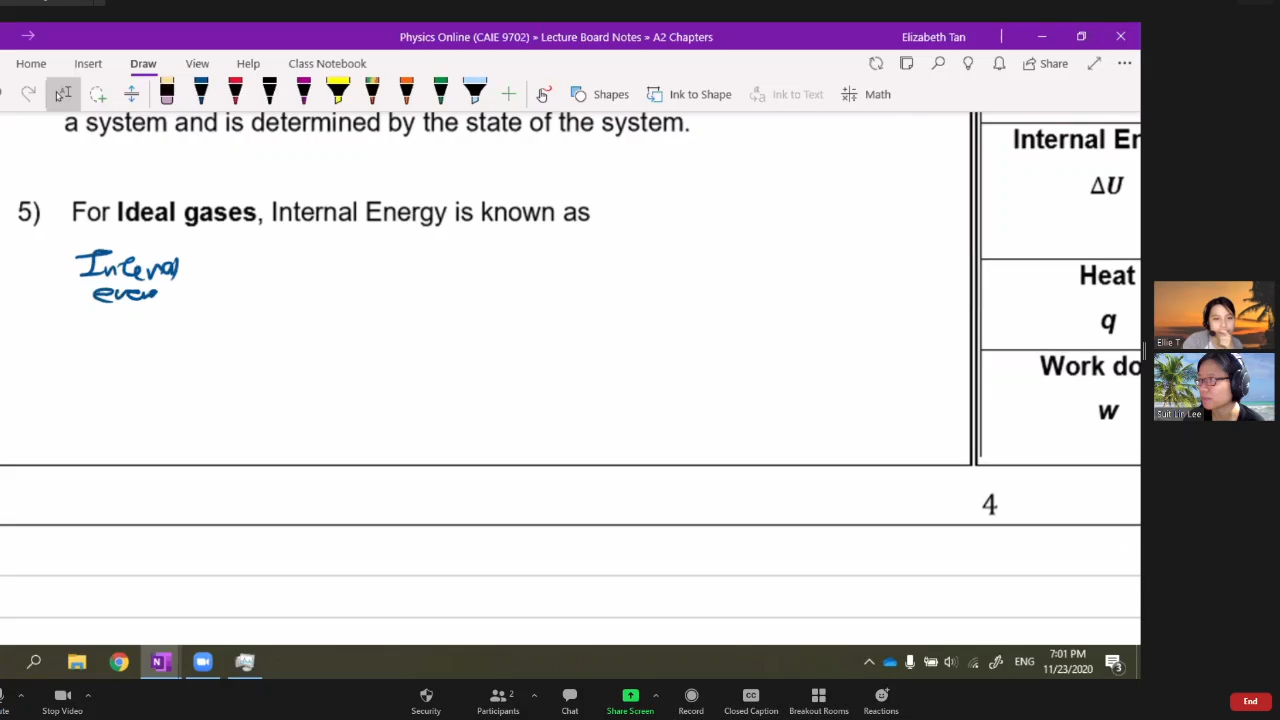 Physics Online (CAIE 9702) » Lecture Board Notes » A2 Chapters
Elizabeth Tan
Home Insert Draw View Help Class Notebook
Share
Shapes Ink to Shape Ink to Text Math
a system and is determined by the state of the system.
5) For Ideal gases, Internal Energy is known as
Internal
Internal Er
ΔU
Heat
q
Work do
w
4
Ellie T
Suit Lin Lee
ENG
7:01 PM
11/23/2020
3
ute
Stop Video
Security
Participants 2
Chat
Share Screen
Record
Closed Caption
Breakout Rooms
Reactions
End